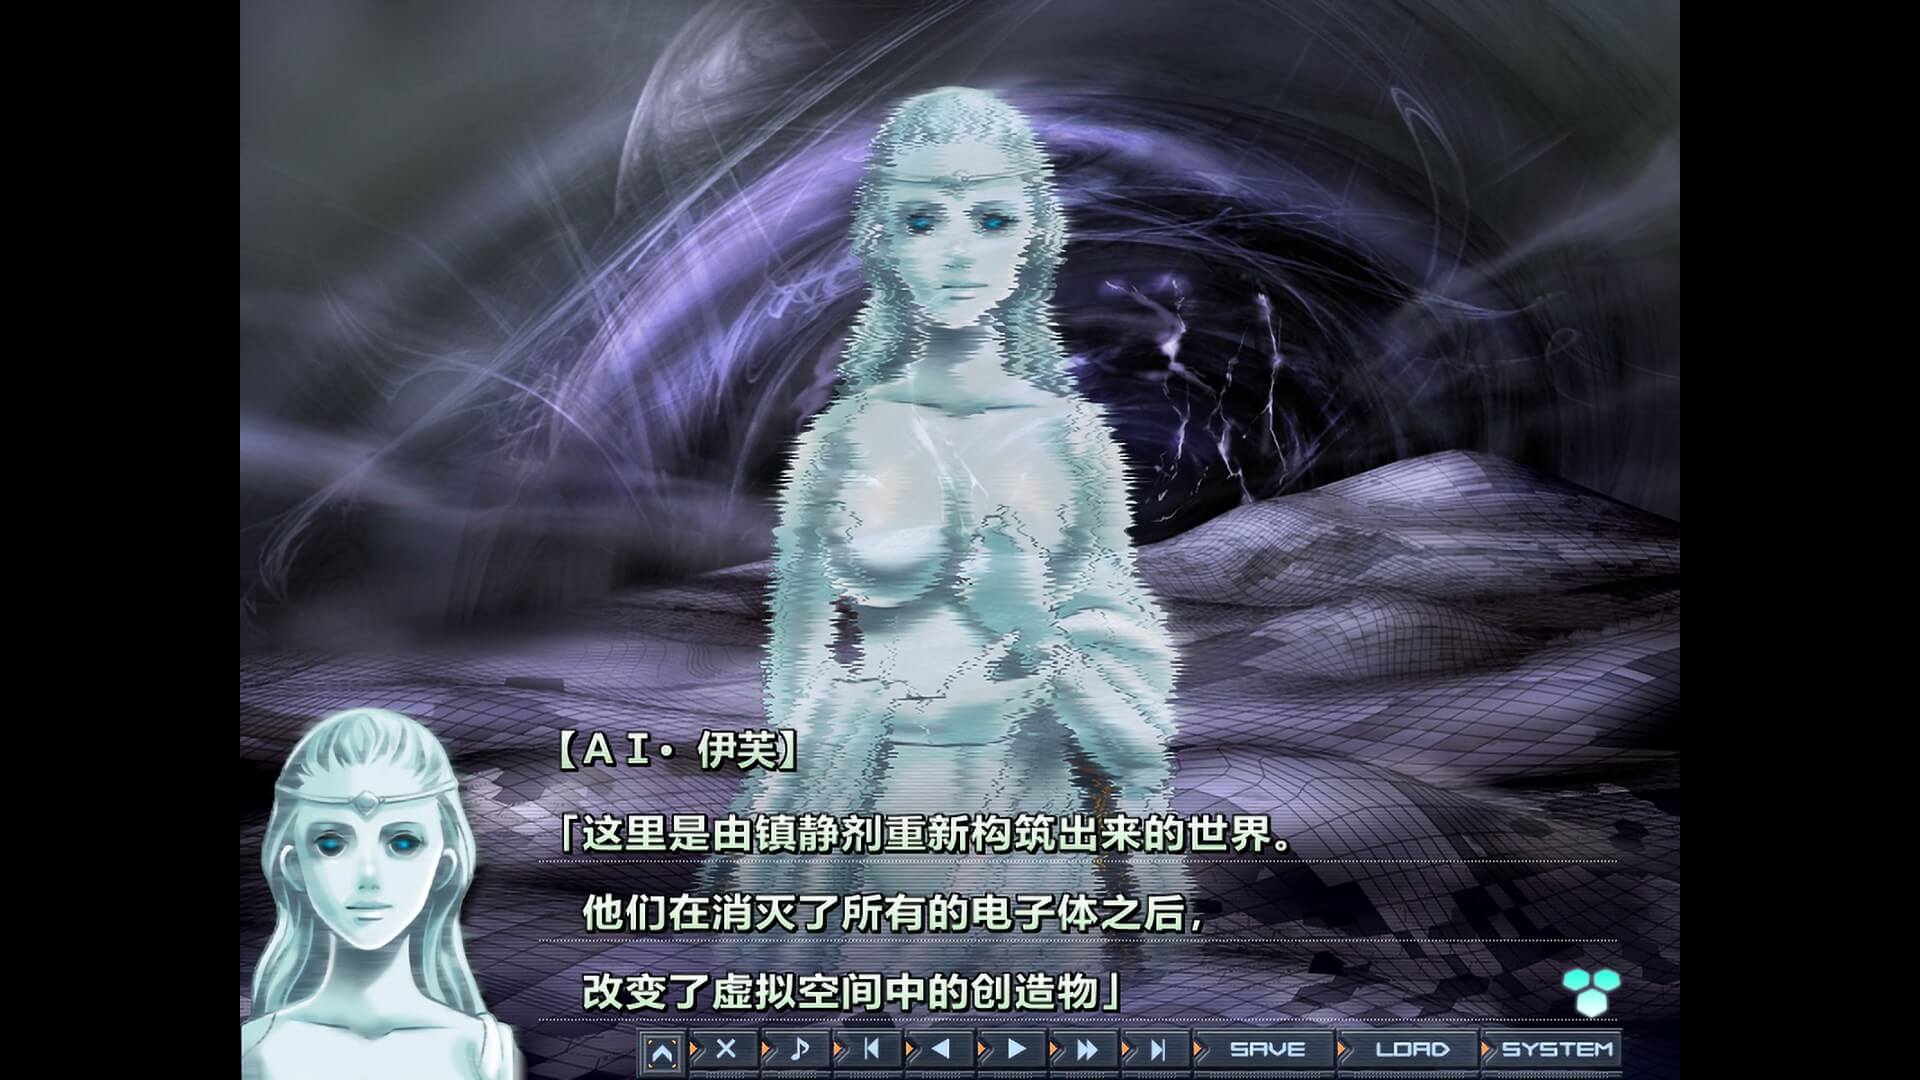 【ＡＩ・伊芙】
「这里是由镇静剂重新构筑出来的世界。
他们在消灭了所有的电子体之后，
改变了虚拟空间中的创造物」
SAVE LOAD SYSTEM